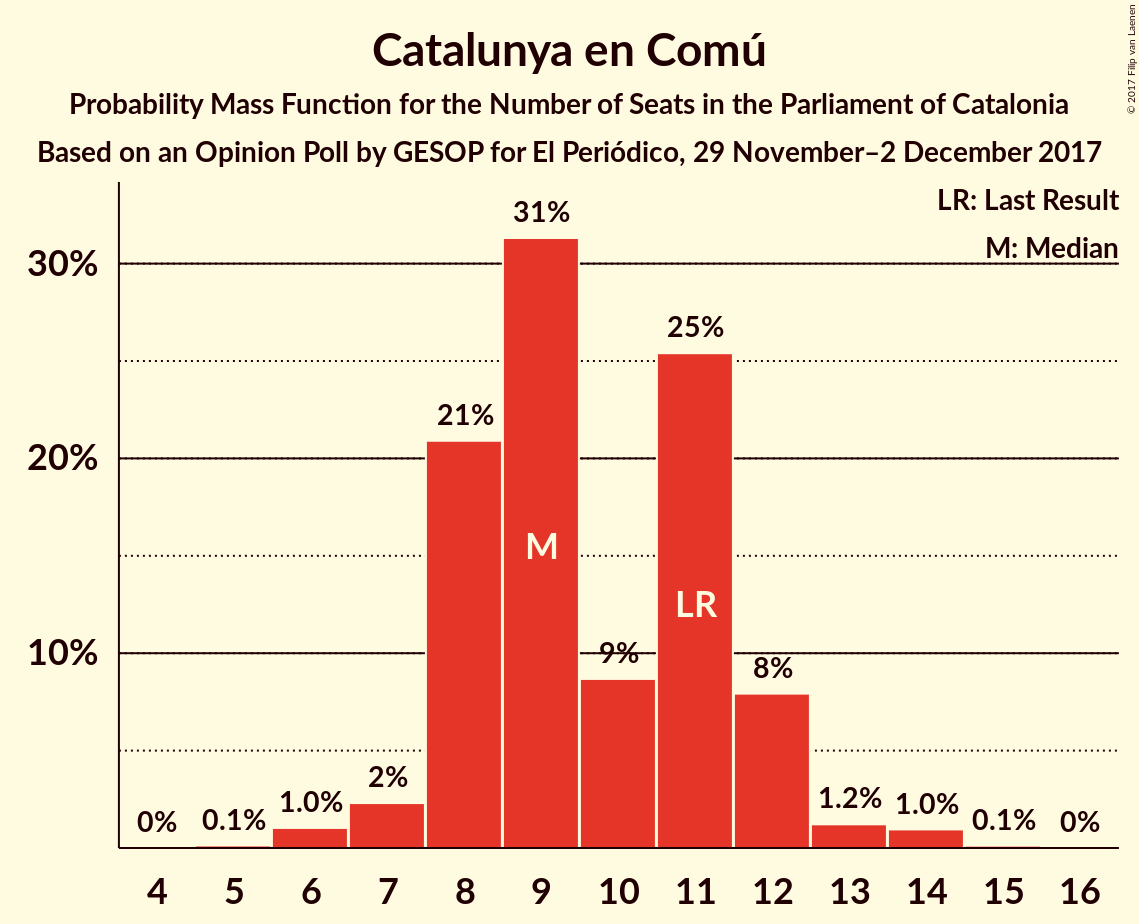 Catalunya en Comú
Probability Mass Function for the Number of Seats in the Parliament of Catalonia
Based on an Opinion Poll by GESOP for El Periódico, 29 November–2 December 2017
© 2017 Filip van Laenen
LR: Last Result
M: Median
30%
20%
10%
0%
0.1%
1.0%
2%
21%
31%
9%
25%
8%
1.2%
1.0%
0.1%
0%
M
LR
4 5 6 7 8 9 10 11 12 13 14 15 16